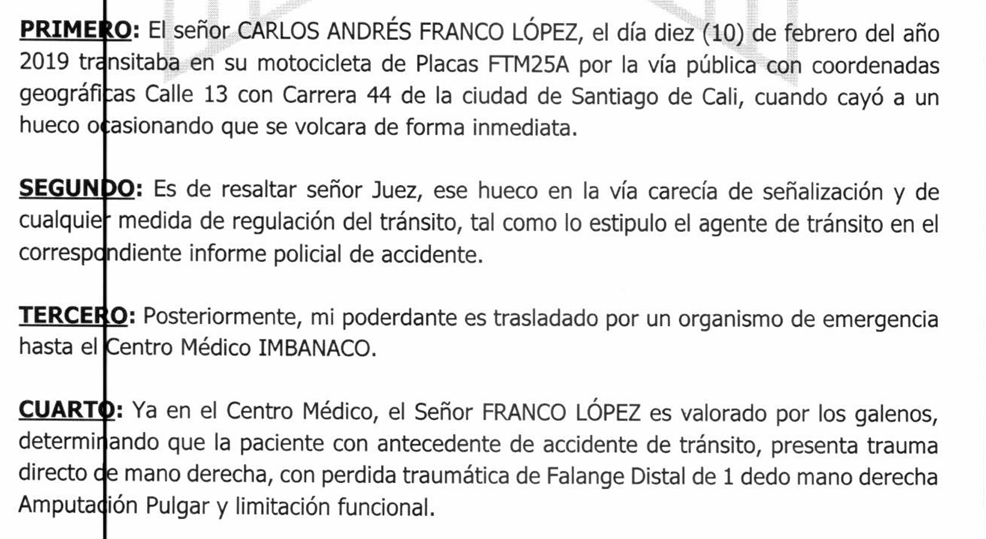 PRIMERO: El señor CARLOS ANDRÉS FRANCO LÓPEZ, el día diez (10) de febrero del año
2019 transitaba en su motocicleta de Placas FTM25A por la vía pública con coordenadas
geográficas Calle 13 con Carrera 44 de la ciudad de Santiago de Cali, cuando cayó a un
hueco ocasionando que se volcara de forma inmediata.
SEGUNDO: Es de resaltar señor Juez, ese hueco en la vía carecía de señalización y de
cualquier medida de regulación del tránsito, tal como lo estipulo el agente de tránsito en el
correspondiente informe policial de accidente.
TERCERO: Posteriormente, mi poderdante es trasladado por un organismo de emergencia
hasta el Centro Médico IMBANACO.
CUARTO: Ya en el Centro Médico, el Señor FRANCO LÓPEZ es valorado por los galenos,
determinando que la paciente con antecedente de accidente de tránsito, presenta trauma
directo de mano derecha, con perdida traumática de Falange Distal de 1 dedo mano derecha
Amputación Pulgar y limitación funcional.